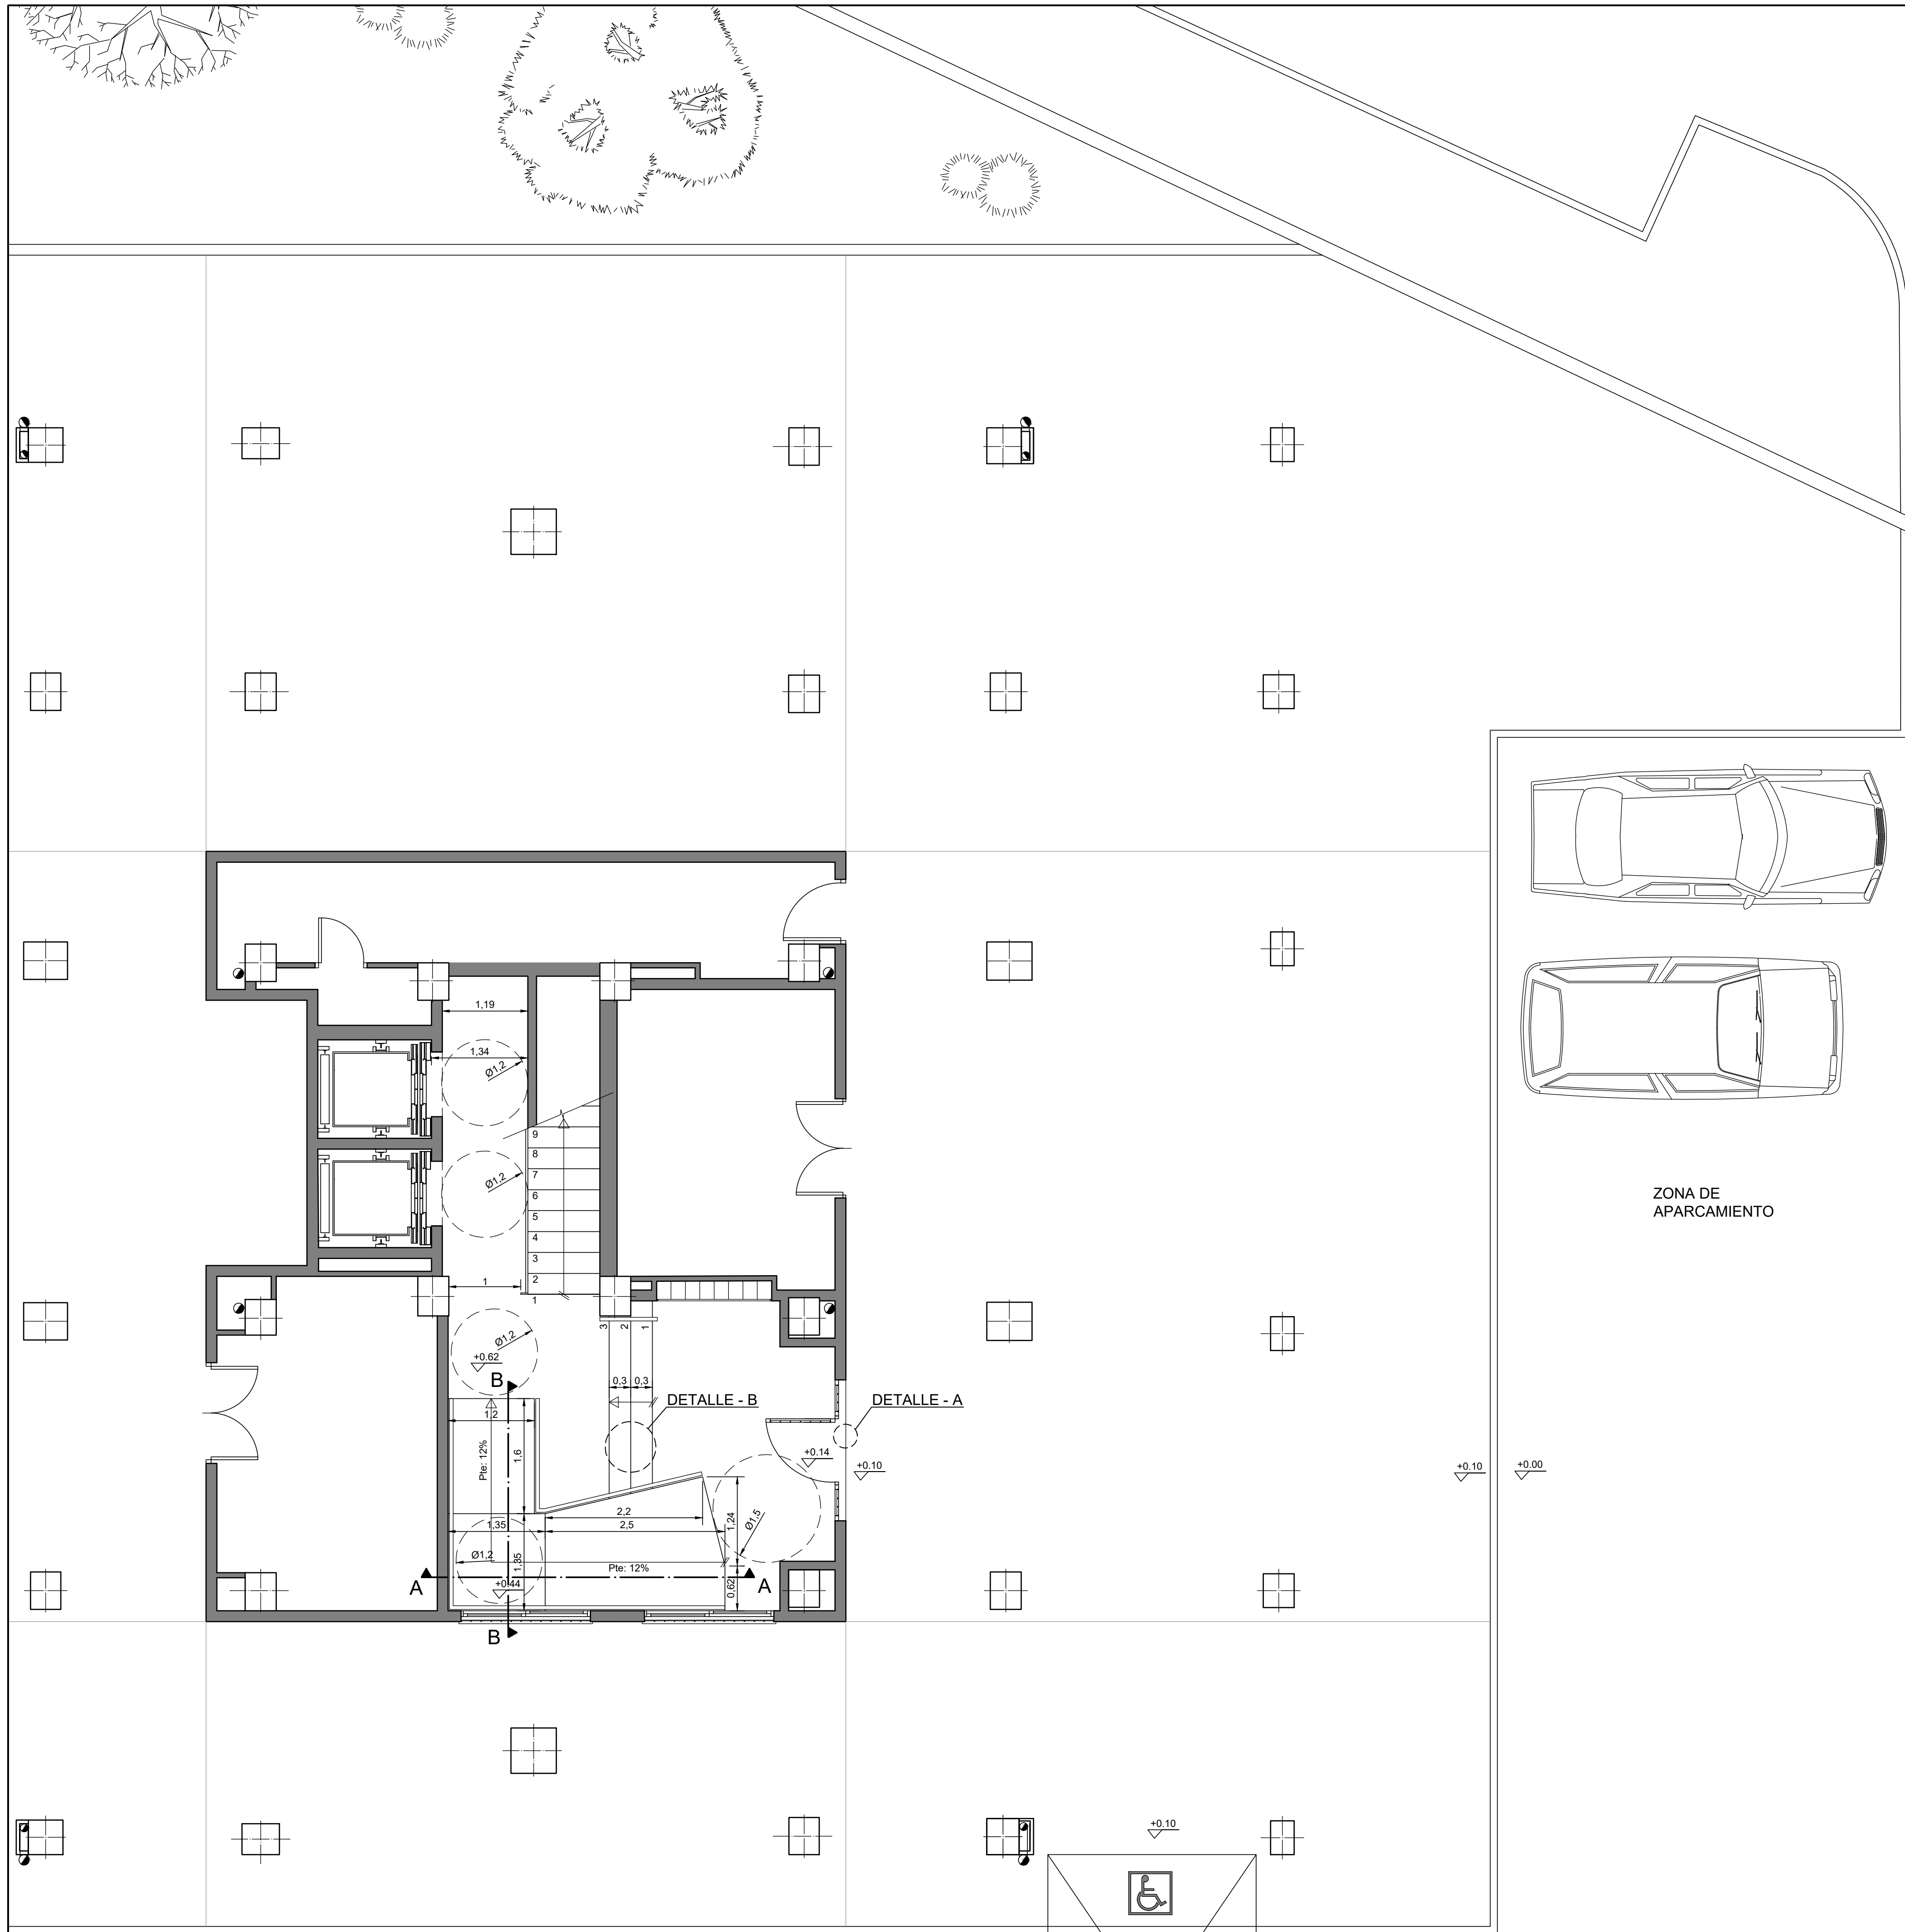 1,19
1,34
Ø1,2
Ø1,2
9
8
7
6
5
4
3
2
1
1
ZONA DE
APARCAMIENTO
3
2
1
Ø1,2
+0.62
B
0,3
0,3
DETALLE - B
DETALLE - A
1,2
Pte: 12%
1,6
+0.14
+0.10
+0.10
+0.00
2,2
1,24
Ø1,5
1,35
2,5
1,35
Ø1,2
Pte: 12%
A
A
+0.44
0,62
B
+0.10